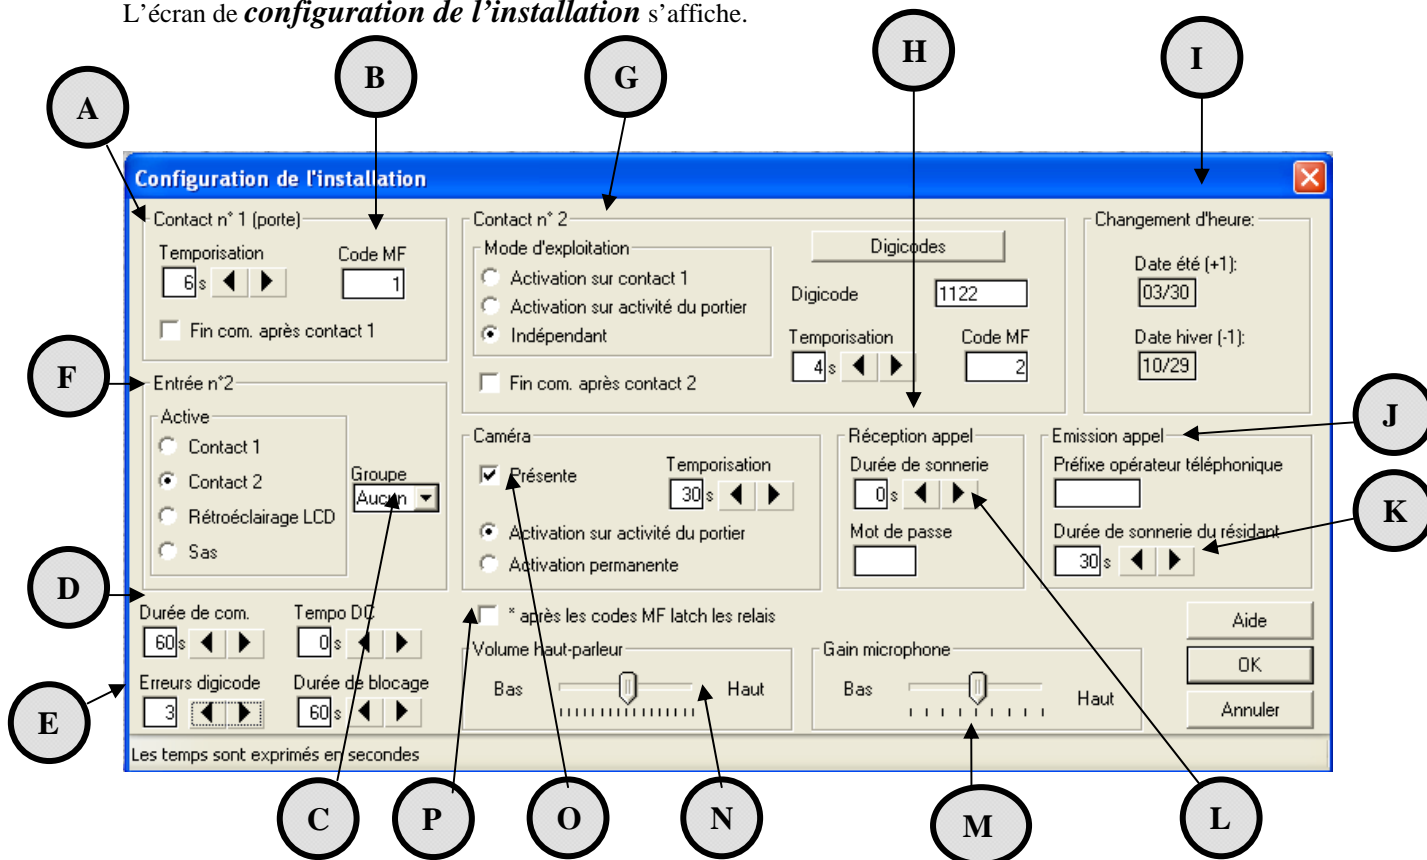 L'écran de configuration de l'installation s'affiche.
A
B
G
H
I
Configuration de l'installation
Contact n° 1 (porte)
Temporisation
Code MF
6 s
1
Fin com. après contact 1
Contact n° 2
Mode d'exploitation
Activation sur contact 1
Activation sur activité du portier
Indépendant
Fin com. après contact 2
Digicodes
Digicode
1122
Temporisation
Code MF
4 s
2
Changement d'heure:
Date été (+1):
03/30
Date hiver (-1):
10/29
F
Entrée n°2
Active
Contact 1
Contact 2
Rétroéclairage LCD
Sas
Groupe
Aucun
Caméra
Présente
Temporisation
30 s
Activation sur activité du portier
Activation permanente
Réception appel
Durée de sonnerie
0 s
Mot de passe
Emission appel
Préfixe opérateur téléphonique
Durée de sonnerie du résidant
30 s
J
K
D
Durée de com.
60 s
Tempo DC
0 s
Erreurs digicode
3
Durée de blocage
60 s
* après les codes MF latch les relais
Volume haut-parleur
Bas
Haut
Gain microphone
Bas
Haut
Aide
OK
Annuler
E
Les temps sont exprimés en secondes
C
P
O
N
M
L